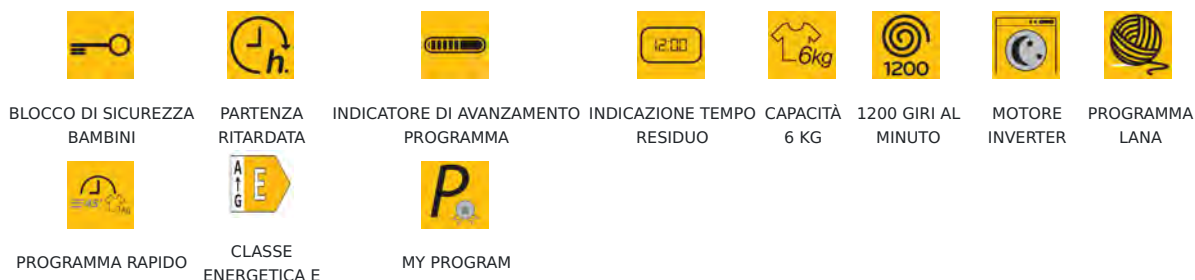 h.
12:00
6kg
1200
BLOCCO DI SICUREZZA
BAMBINI
PARTENZA
RITARDATA
INDICATORE DI AVANZAMENTO
PROGRAMMA
INDICAZIONE TEMPO
RESIDUO
CAPACITÀ
6 KG
1200 GIRI AL
MINUTO
MOTORE
INVERTER
PROGRAMMA
LANA
A
G
E
P
PROGRAMMA RAPIDO
CLASSE
ENERGETICA E
MY PROGRAM